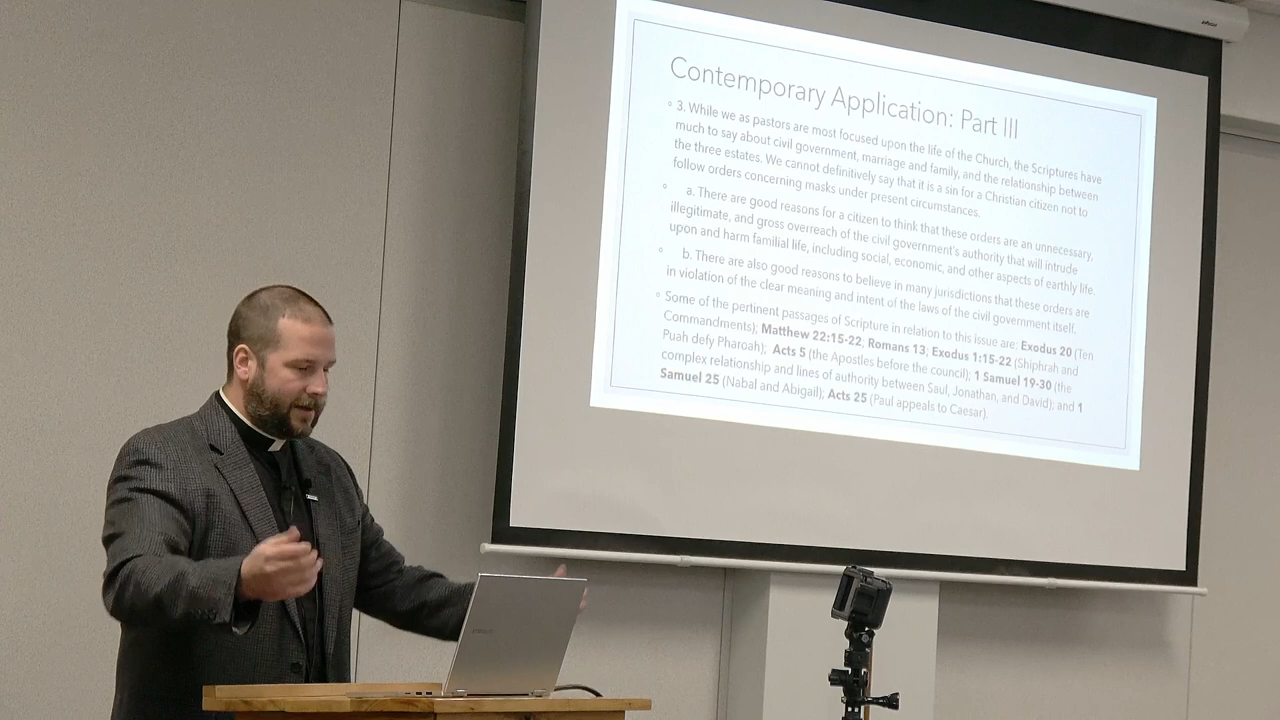 Contemporary Application: Part III
◦ 3. While we as pastors are most focused upon the life of the Church, the Scriptures have
much to say about civil government, marriage and family, and the relationship between
the three estates. We cannot definitively say that it is a sin for a Christian citizen not to
follow orders concerning masks under present circumstances.
◦ a. There are good reasons for a citizen to think that these orders are an unnecessary,
illegitimate, and gross overreach of the civil government's authority that will intrude
upon and harm familial life, including social, economic, and other aspects of earthly life.
◦ b. There are also good reasons to believe in many jurisdictions that these orders are
in violation of the clear meaning and intent of the laws of the civil government itself.
◦ Some of the pertinent passages of Scripture in relation to this issue are: Exodus 20 (Ten
Commandments); Matthew 22:15-22; Romans 13; Exodus 1:15-22 (Shiphrah and
Puah defy Pharoah); Acts 5 (the Apostles before the council); 1 Samuel 19-30 (the
complex relationship and lines of authority between Saul, Jonathan, and David); and 1
Samuel 25 (Nabal and Abigail); Acts 25 (Paul appeals to Caesar).